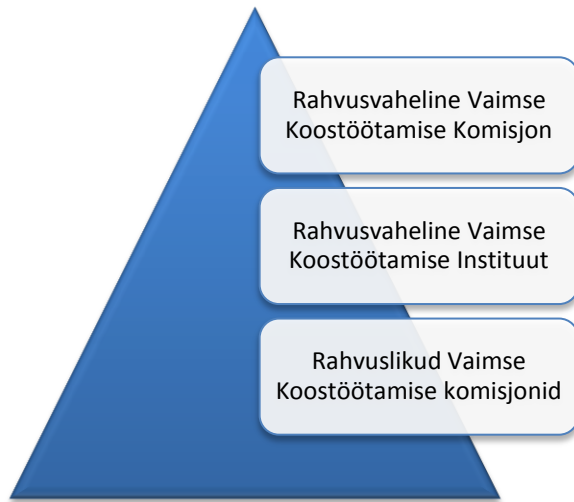 Rahvusvaheline Vaimse
Koostöötamise Komisjon
Rahvusvaheline Vaimse
Koostöötamise Instituut
Rahvuslikud Vaimse
Koostöötamise komisjonid